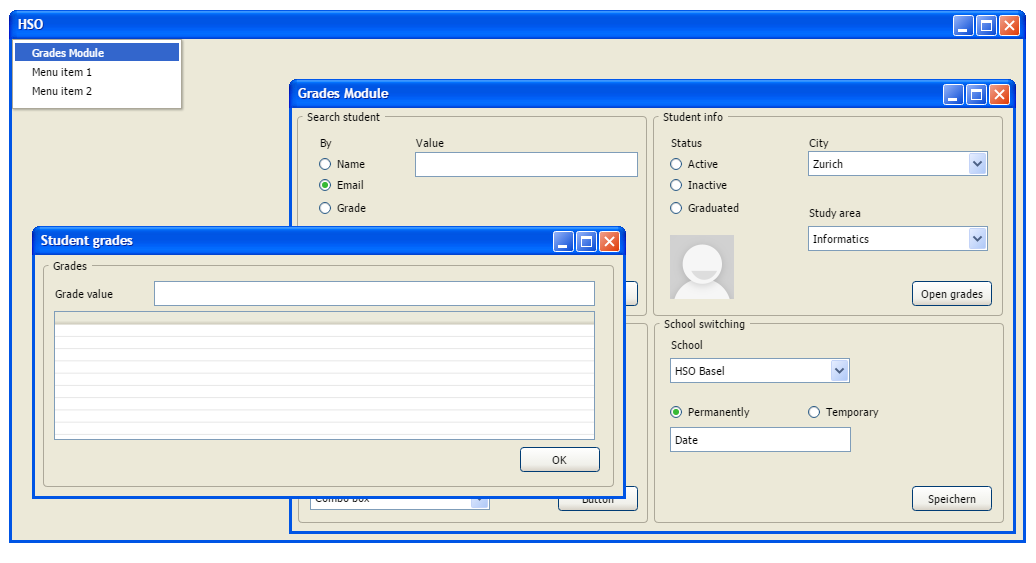 HSO
Grades Module
Menu item 1
Menu item 2
Grades Module
Search student
By
Value
Name
Email
Grade
Student info
Status
City
Active
Zurich
Inactive
Graduated
Study area
Informatics
Open grades
Student grades
Grades
Grade value
OK
School switching
School
HSO Basel
Permanently
Temporary
Date
Combo box
Button
Speichern